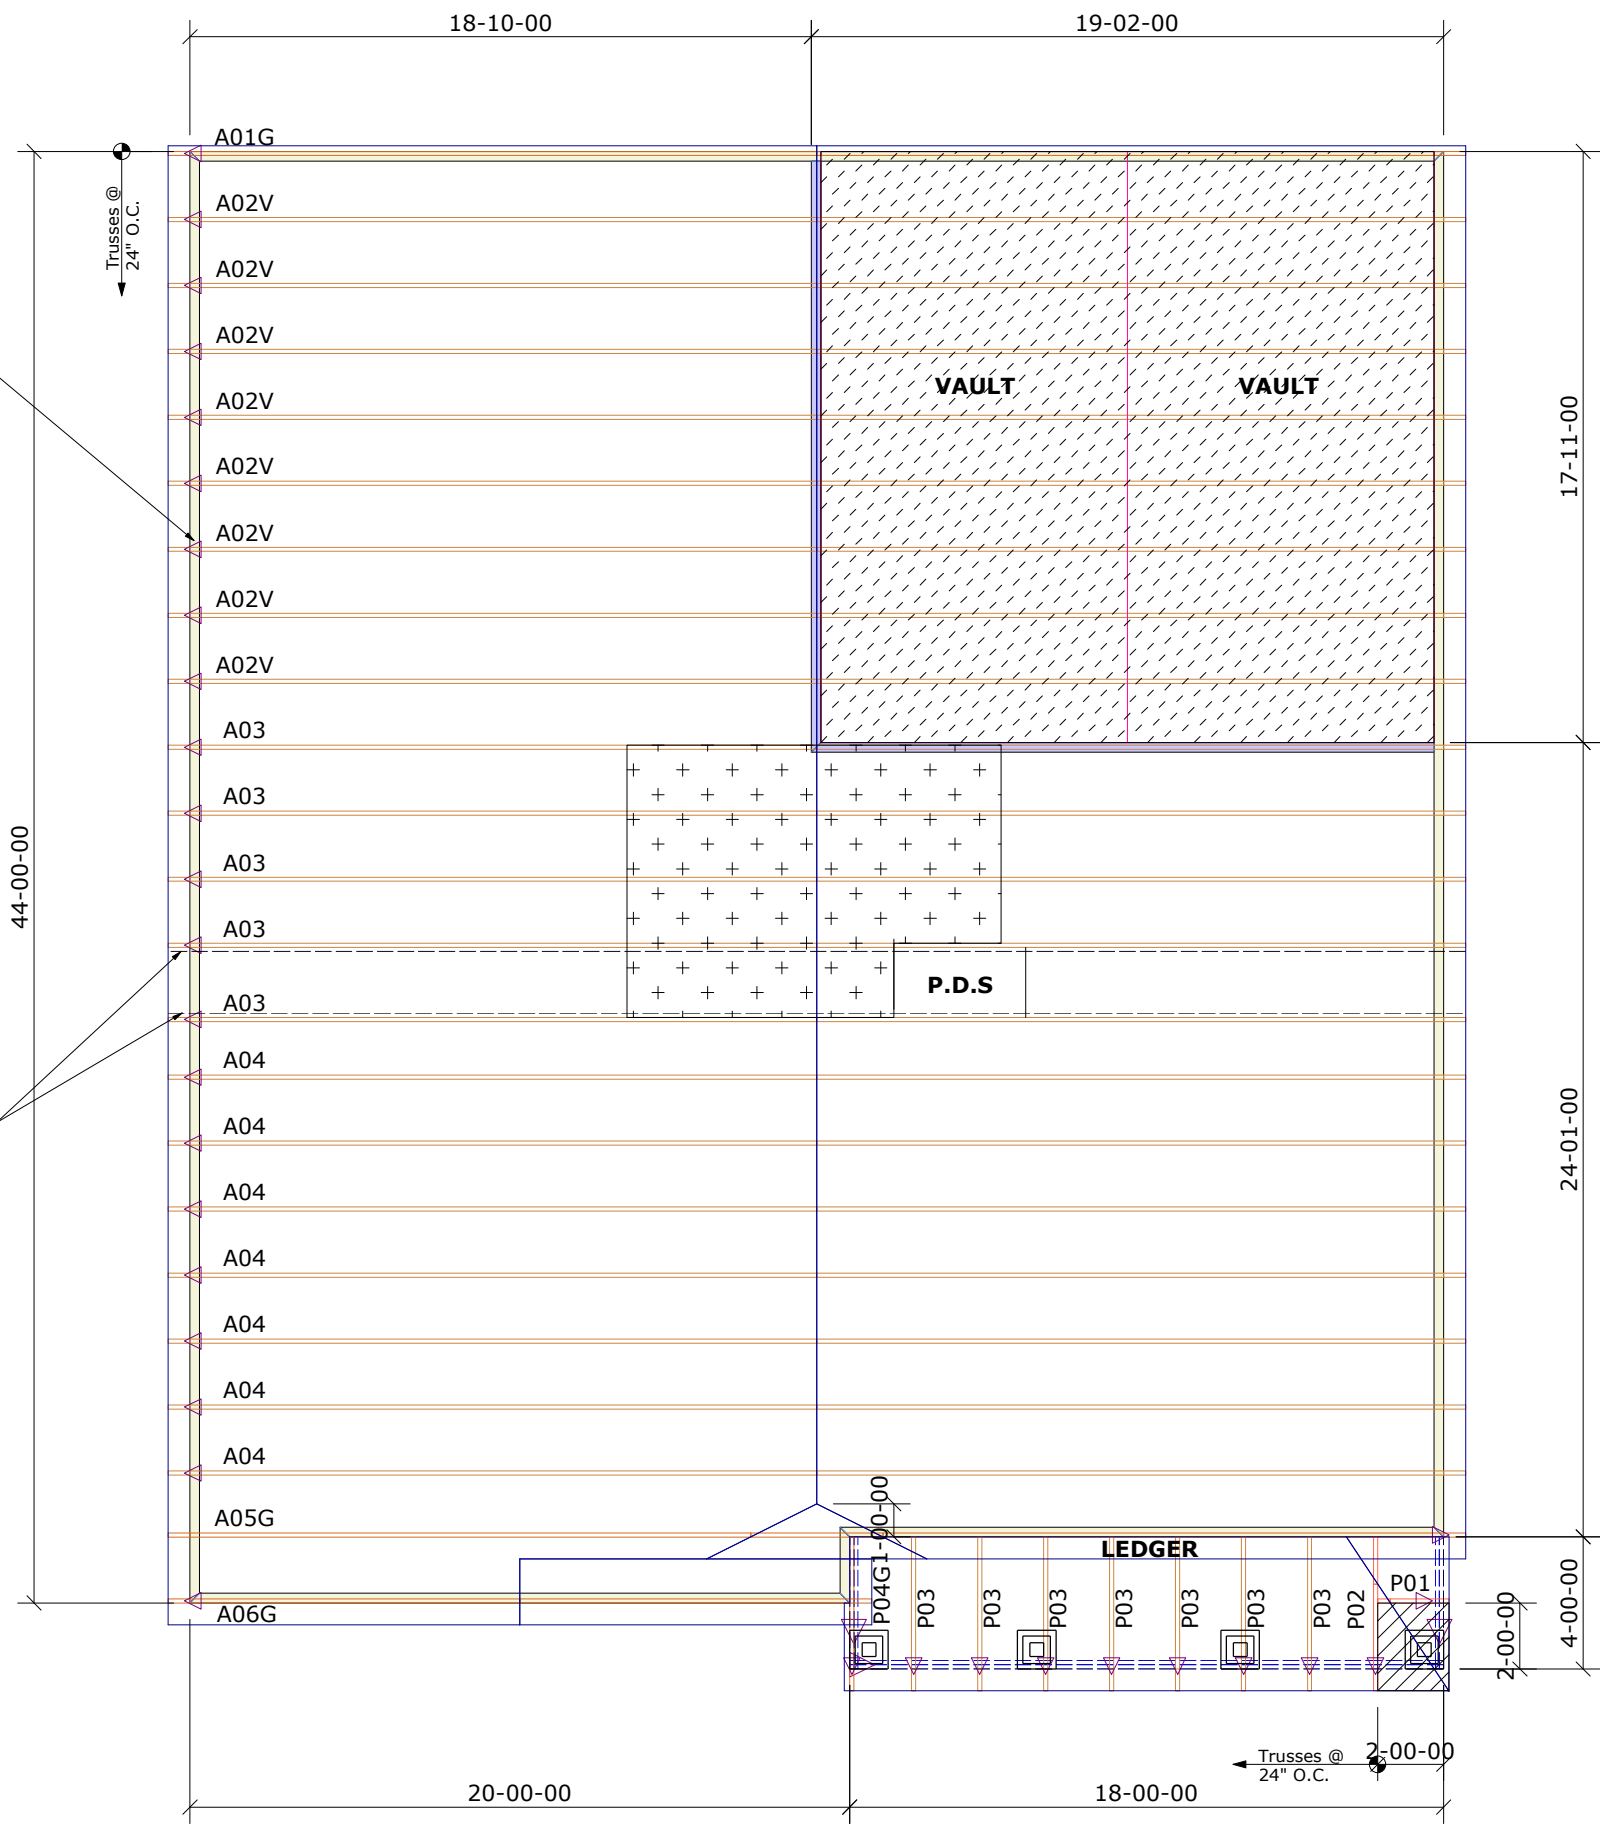 18-10-00
19-02-00
A01G
Trusses @
24" O.C.
A02V
A02V
A02V
A02V
VAULT
VAULT
17-11-00
A02V
A02V
A02V
A02V
A03
A03
44-00-00
A03
A03
P.D.S
A03
A04
A04
24-01-00
A04
A04
A04
A04
A04
A05G
1-00-00
LEDGER
A06G
P04G
P03
P03
P03
P03
P03
P03
P03
P02
P01
2-00-00
4-00-00
Trusses @
24" O.C.
2-00-00
20-00-00
18-00-00